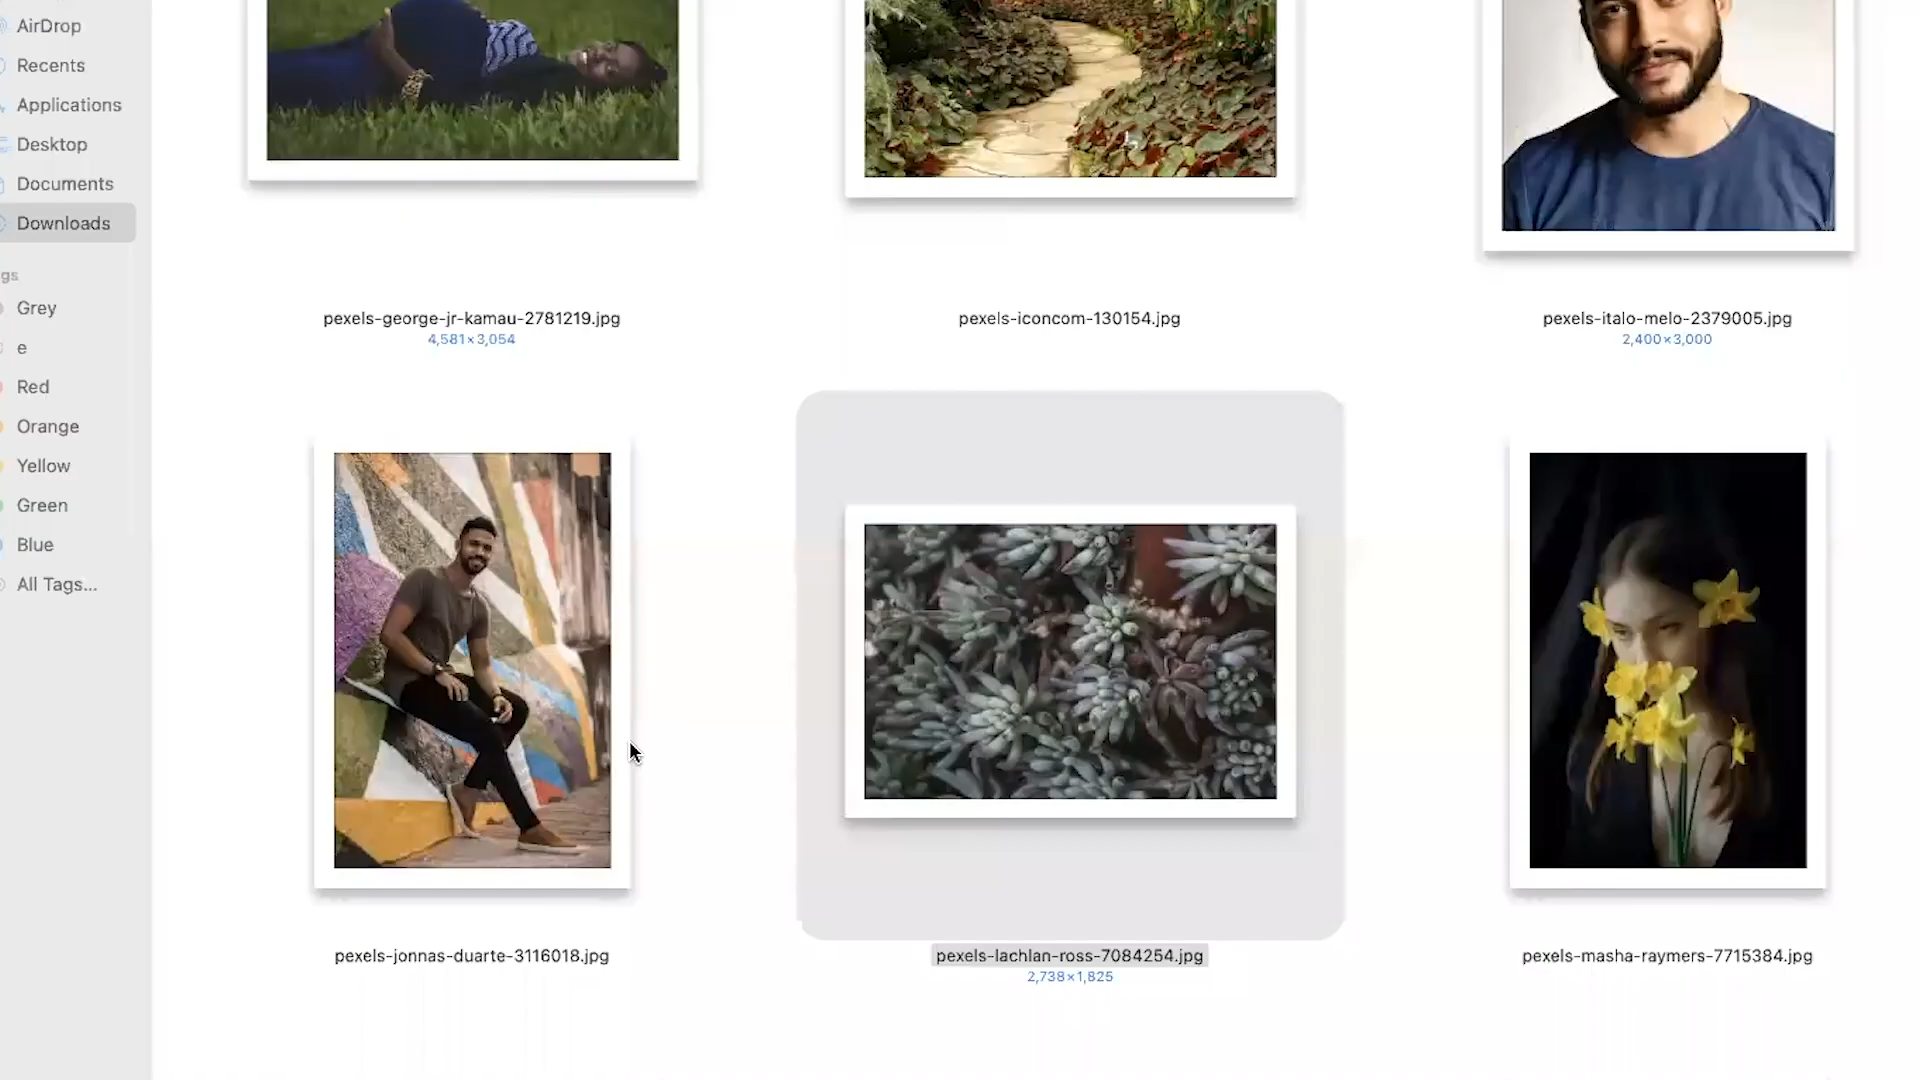 AirDrop
Recents
Applications
Desktop
Documents
Downloads
gs
Grey
e
Red
Orange
Yellow
Green
Blue
All Tags...
pexels-george-jr-kamau-2781219.jpg
4,581×3,054
pexels-iconcom-130154.jpg
pexels-italo-melo-2379005.jpg
2,400×3,000
pexels-jonnas-duarte-3116018.jpg
pexels-lachlan-ross-7084254.jpg
2,738×1,825
pexels-masha-raymers-7715384.jpg